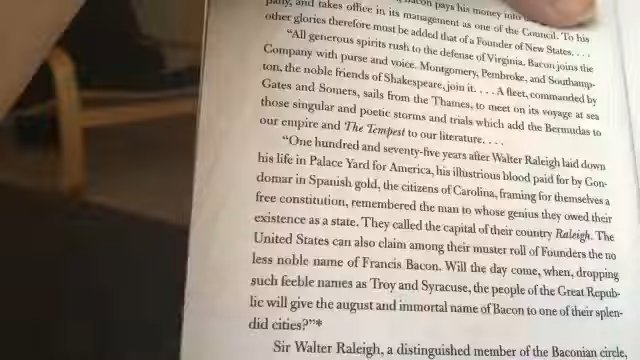 Bacon pays his money into
pany, and takes office in its management as one of the Council. To his
other glories therefore must be added that of a Founder of New States. . . .
“All generous spirits rush to the defense of Virginia. Bacon joins the
Company with purse and voice. Montgomery, Pembroke, and Southamp-
ton, the noble friends of Shakespeare, join it. . . . A fleet, commanded by
Gates and Somers, sails from the Thames, to meet on its voyage at sea
those singular and poetic storms and trials which add the Bermudas to
our empire and The Tempest to our literature. . . .
“One hundred and seventy-five years after Walter Raleigh laid down
his life in Palace Yard for America, his illustrious blood paid for by Gon-
domar in Spanish gold, the citizens of Carolina, framing for themselves a
free constitution, remembered the man to whose genius they owed their
existence as a state. They called the capital of their country Raleigh. The
United States can also claim among their muster roll of Founders the no
less noble name of Francis Bacon. Will the day come, when, dropping
such feeble names as Troy and Syracuse, the people of the Great Repub-
lic will give the august and immortal name of Bacon to one of their splen-
did cities?”*
Sir Walter Raleigh, a distinguished member of the Baconian circle,